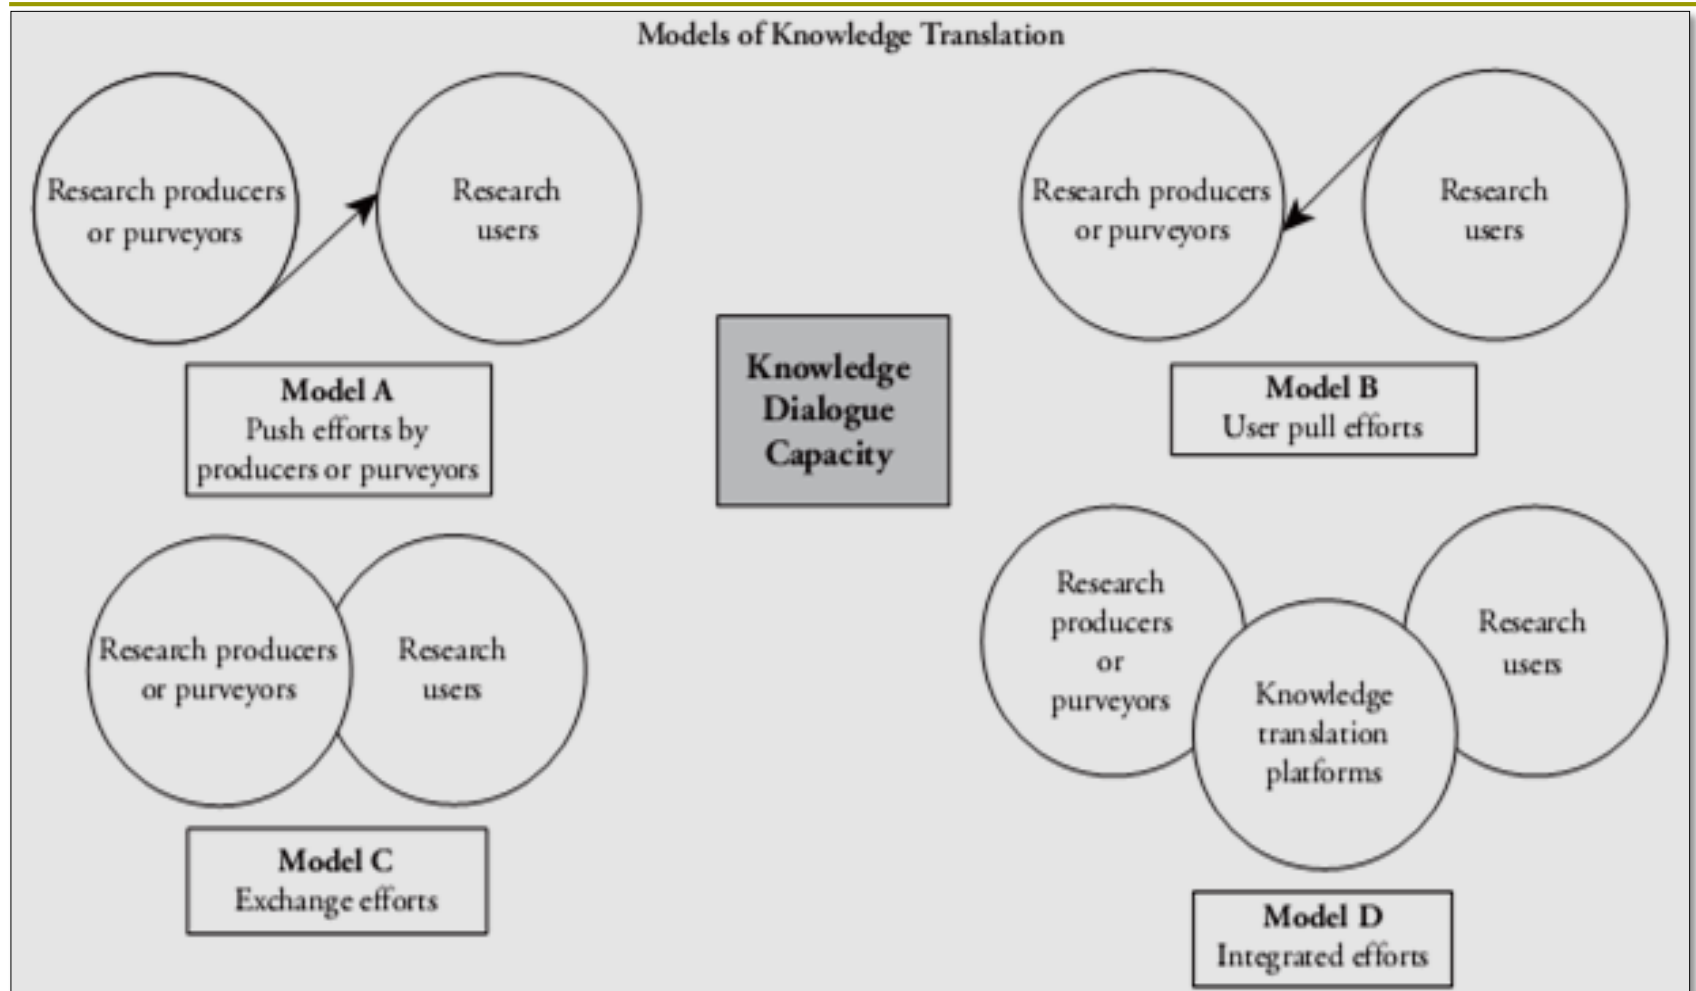 Models of Knowledge Translation
Research producers
or purveyors
Research
users
Model A
Push efforts by
producers or purveyors
Research producers
or purveyors
Research
users
Model B
User pull efforts
Knowledge
Dialogue
Capacity
Research producers
or purveyors
Research
users
Model C
Exchange efforts
Research
producers
or
purveyors
Knowledge
translation
platforms
Research
users
Model D
Integrated efforts